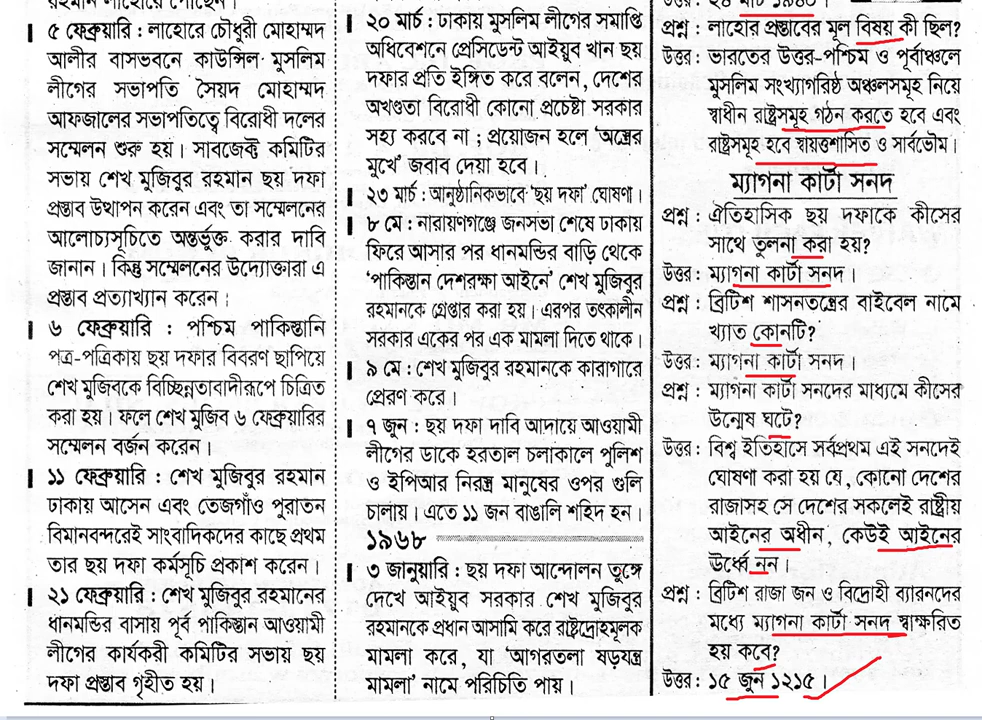 রহমান লাহোরে পৌঁছেন।
৫ ফেব্রুয়ারি : লাহোরে চৌধুরী মোহাম্মদ
আলীর বাসভবনে কাউন্সিল মুসলিম
লীগের সভাপতি সৈয়দ মোহাম্মদ
আফজালের সভাপতিত্বে বিরোধী দলের
সম্মেলন শুরু হয়। সাবজেক্ট কমিটির
সভায় শেখ মুজিবুর রহমান ছয় দফা
প্রস্তাব উত্থাপন করেন এবং তা সম্মেলনের
আলোচ্যসূচিতে অন্তর্ভুক্ত করার দাবি
জানান। কিন্তু সম্মেলনের উদ্যোক্তারা এ
প্রস্তাব প্রত্যাখ্যান করেন।
৬ ফেব্রুয়ারি : পশ্চিম পাকিস্তানি
পত্র-পত্রিকায় ছয় দফার বিবরণ ছাপিয়ে
শেখ মুজিবকে বিচ্ছিন্নতাবাদীরূপে চিত্রিত
করা হয়। ফলে শেখ মুজিব ৬ ফেব্রুয়ারির
সম্মেলন বর্জন করেন।
১১ ফেব্রুয়ারি : শেখ মুজিবুর রহমান
ঢাকায় আসেন এবং তেজগাঁও পুরাতন
বিমানবন্দরেই সাংবাদিকদের কাছে প্রথম
তার ছয় দফা কর্মসূচি প্রকাশ করেন।
২১ ফেব্রুয়ারি : শেখ মুজিবুর রহমানের
ধানমন্ডির বাসায় পূর্ব পাকিস্তান আওয়ামী
লীগের কার্যকরী কমিটির সভায় ছয়
দফা প্রস্তাব গৃহীত হয়।
২০ মার্চ : ঢাকায় মুসলিম লীগের সমাপ্তি
অধিবেশনে প্রেসিডেন্ট আইয়ুব খান ছয়
দফার প্রতি ইঙ্গিত করে বলেন, দেশের
অখণ্ডতা বিরোধী কোনো প্রচেষ্টা সরকার
সহ্য করবে না ; প্রয়োজন হলে ‘অস্ত্রের
মুখে’ জবাব দেয়া হবে।
২৩ মার্চ : আনুষ্ঠানিকভাবে ‘ছয় দফা’ ঘোষণা।
৮ মে : নারায়ণগঞ্জে জনসভা শেষে ঢাকায়
ফিরে আসার পর ধানমন্ডির বাড়ি থেকে
‘পাকিস্তান দেশরক্ষা আইনে’ শেখ মুজিবুর
রহমানকে গ্রেপ্তার করা হয়। এরপর তৎকালীন
সরকার একের পর এক মামলা দিতে থাকে।
৯ মে : শেখ মুজিবুর রহমানকে কারাগারে
প্রেরণ করে।
৭ জুন : ছয় দফা দাবি আদায়ে আওয়ামী
লীগের ডাকে হরতাল চলাকালে পুলিশ
ও ইপিআর নিরস্ত্র মানুষের ওপর গুলি
চালায়। এতে ১১ জন বাঙালি শহিদ হন।
১৯৬৮
৩ জানুয়ারি : ছয় দফা আন্দোলন তুঙ্গে
দেখে আইয়ুব সরকার শেখ মুজিবুর
রহমানকে প্রধান আসামি করে রাষ্ট্রদ্রোহমূলক
মামলা করে, যা ‘আগরতলা ষড়যন্ত্র
মামলা’ নামে পরিচিতি পায়।
উত্তর : ২৪ মার্চ ১৯৪০।
প্রশ্ন : লাহোর প্রস্তাবের মূল বিষয় কী ছিল?
উত্তর : ভারতের উত্তর-পশ্চিম ও পূর্বাঞ্চলে
মুসলিম সংখ্যাগরিষ্ঠ অঞ্চলসমূহ নিয়ে
স্বাধীন রাষ্ট্রসমূহ গঠন করতে হবে এবং
রাষ্ট্রসমূহ হবে স্বায়ত্তশাসিত ও সার্বভৌম।
ম্যাগনা কার্টা সনদ
প্রশ্ন : ঐতিহাসিক ছয় দফাকে কীসের
সাথে তুলনা করা হয়?
উত্তর : ম্যাগনা কার্টা সনদ।
প্রশ্ন : ব্রিটিশ শাসনতন্ত্রের বাইবেল নামে
খ্যাত কোনটি?
উত্তর : ম্যাগনা কার্টা সনদ।
প্রশ্ন : ম্যাগনা কার্টা সনদের মাধ্যমে কীসের
উন্মেষ ঘটে?
উত্তর : বিশ্ব ইতিহাসে সর্বপ্রথম এই সনদেই
ঘোষণা করা হয় যে, কোনো দেশের
রাজাসহ সে দেশের সকলেই রাষ্ট্রীয়
আইনের অধীন, কেউই আইনের
ঊর্ধ্বে নন।
প্রশ্ন : ব্রিটিশ রাজা জন ও বিদ্রোহী ব্যারনদের
মধ্যে ম্যাগনা কার্টা সনদ স্বাক্ষরিত
হয় কবে?
উত্তর : ১৫ জুন ১২১৫।